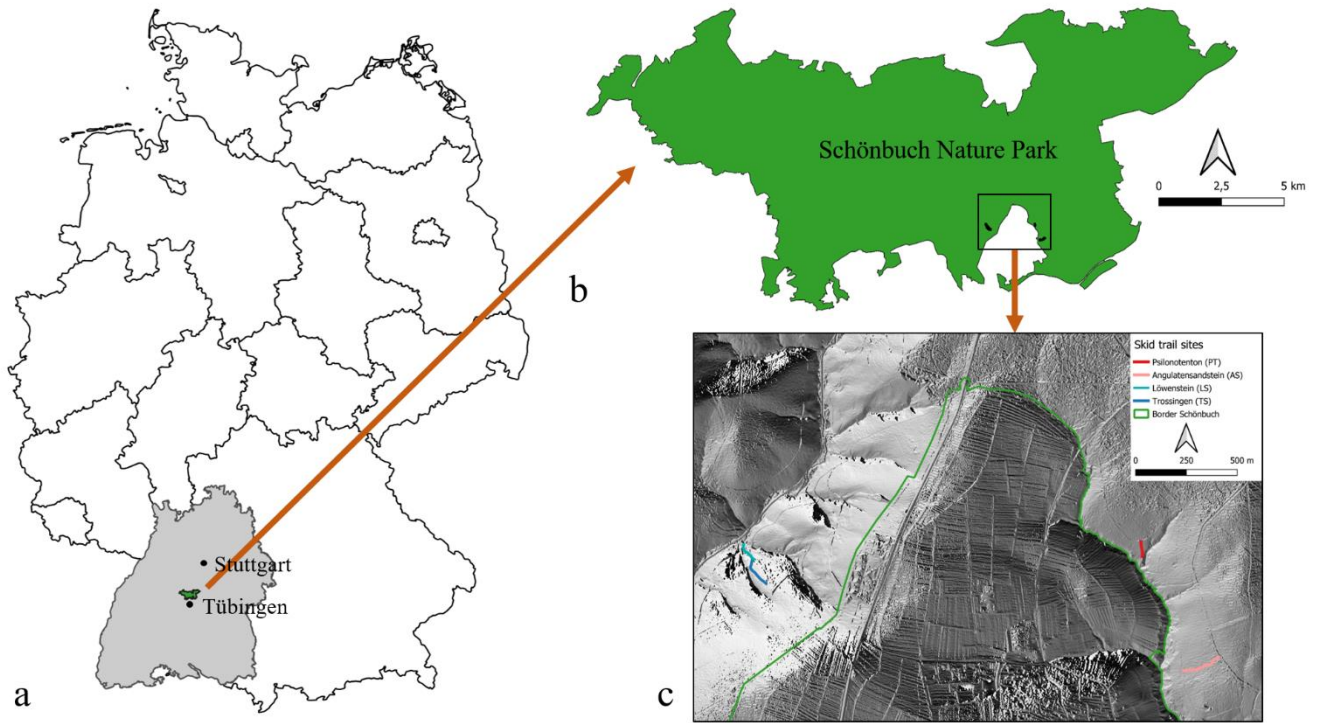 Stuttgart
Tübingen
a
b
Schönbuch Nature Park
0 2,5 5 km
Skid trail sites
Psilonotenton (PT)
Angulatensandstein (AS)
Löwenstein (LS)
Trossingen (TS)
Border Schönbuch
0 250 500 m
c